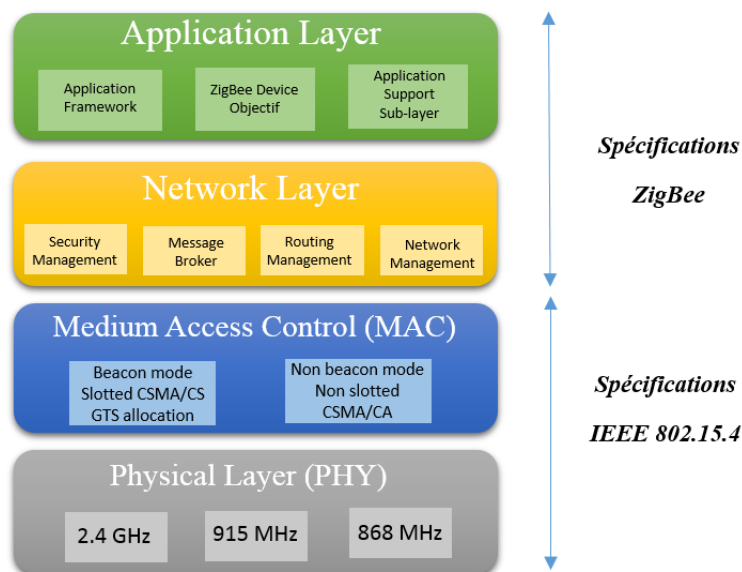 Application Layer
Application
Framework
ZigBee Device
Objectif
Application
Support
Sub-layer
Spécifications
ZigBee
Network Layer
Security
Management
Message
Broker
Routing
Management
Network
Management
Medium Access Control (MAC)
Beacon mode
Slotted CSMA/CS
GTS allocation
Non beacon mode
Non slotted
CSMA/CA
Spécifications
IEEE 802.15.4
Physical Layer (PHY)
2.4 GHz
915 MHz
868 MHz